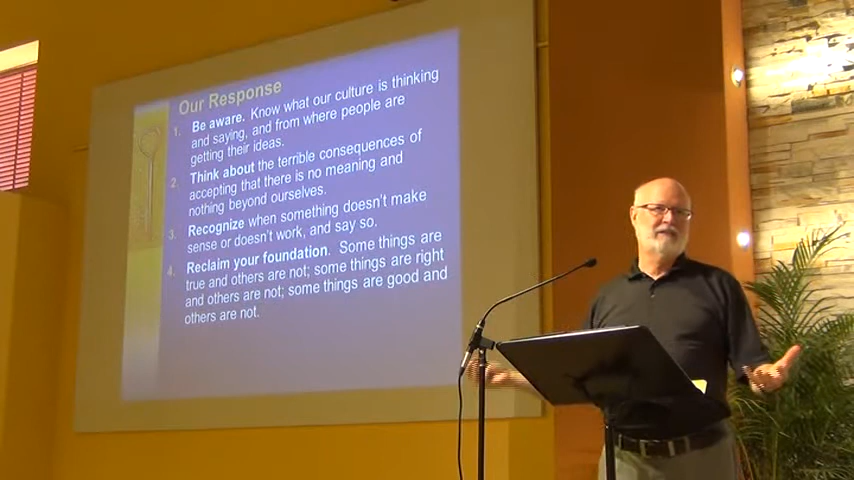 Our Response
1. Be aware. Know what our culture is thinking
and saying, and from where people are
getting their ideas.
2. Think about the terrible consequences of
accepting that there is no meaning and
nothing beyond ourselves.
3. Recognize when something doesn't make
sense or doesn't work, and say so.
4. Reclaim your foundation. Some things are
true and others are not; some things are right
and others are not; some things are good and
others are not.